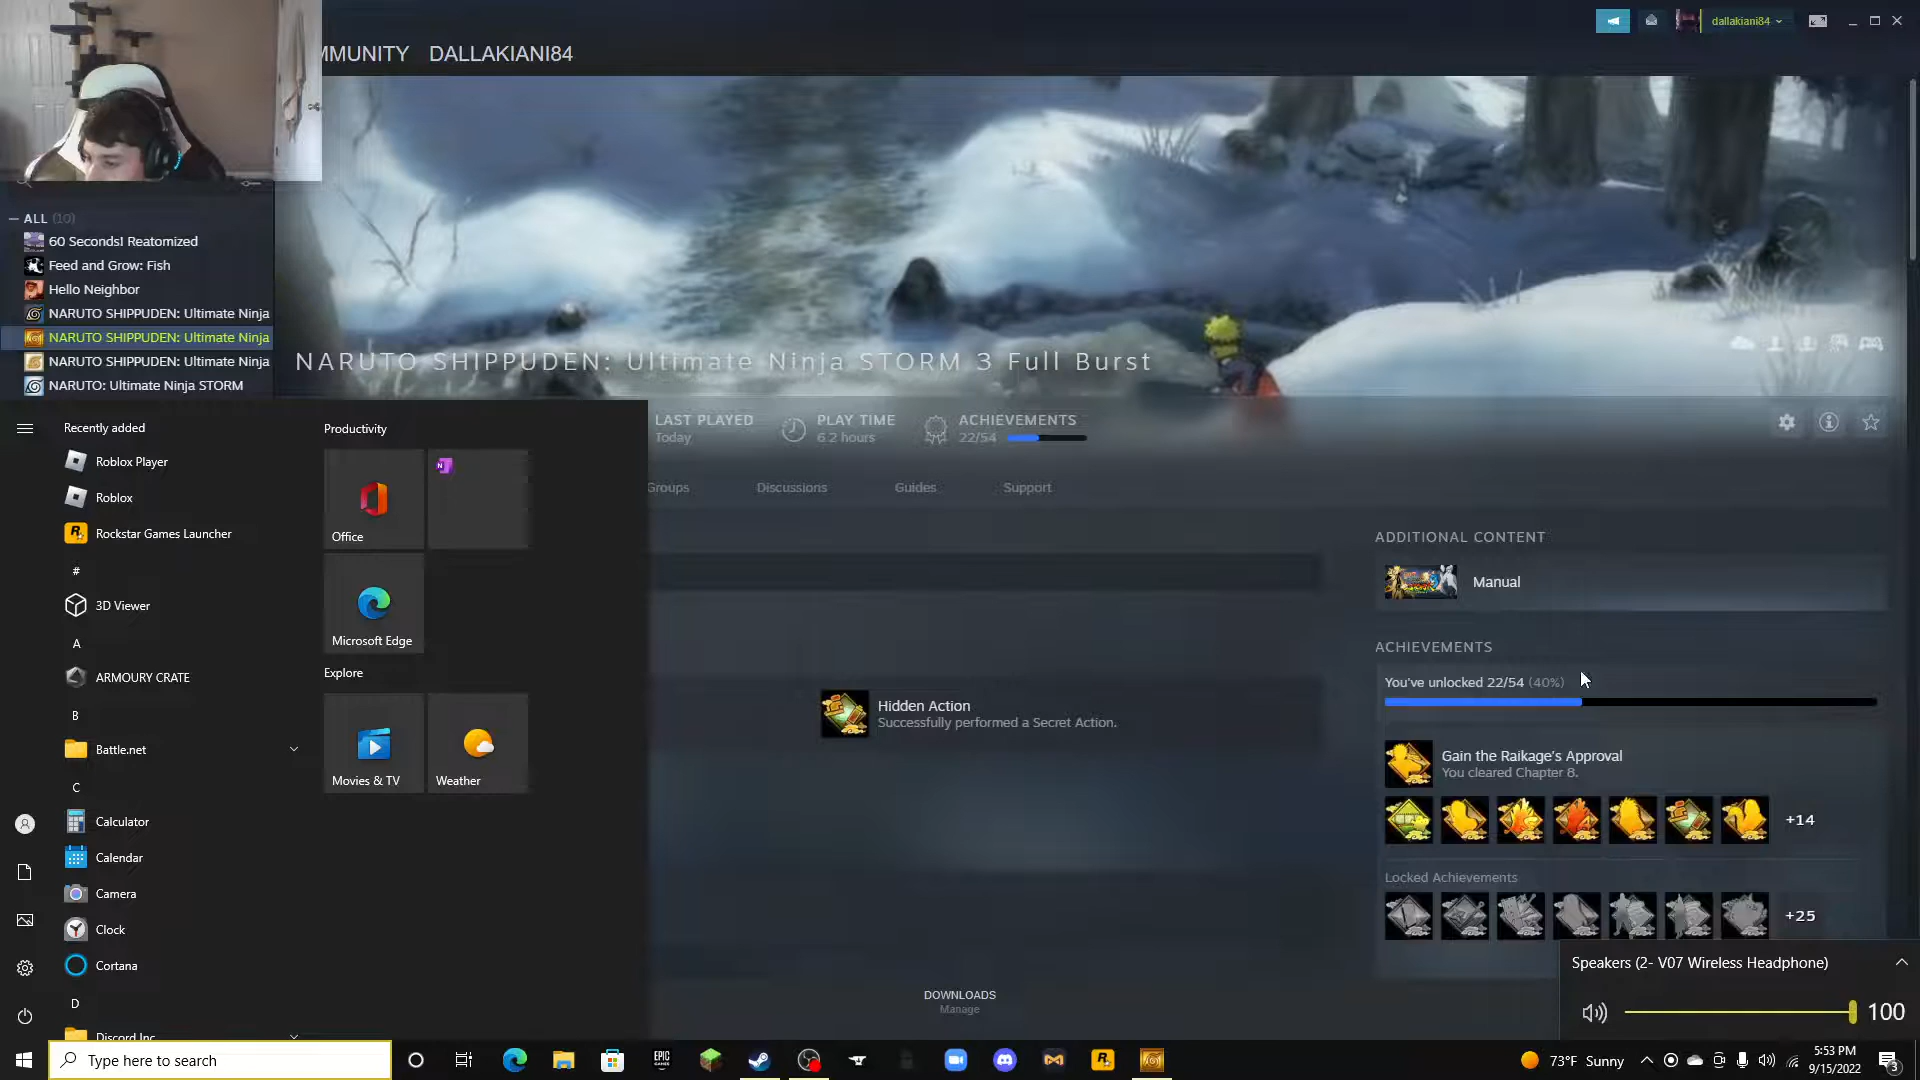 MMUNITY
DALLAKIANI84
dallakiani84
ALL (10)
60 Seconds! Reatomized
Feed and Grow: Fish
Hello Neighbor
NARUTO SHIPPUDEN: Ultimate Ninja
NARUTO SHIPPUDEN: Ultimate Ninja
NARUTO SHIPPUDEN: Ultimate Ninja
NARUTO: Ultimate Ninja STORM
NARUTO SHIPPUDEN: Ultimate Ninja STORM 3 Full Burst
LAST PLAYED
Today
PLAY TIME
6.2 hours
ACHIEVEMENTS
22/54
Groups
Discussions
Guides
Support
Recently added
Roblox Player
Roblox
Rockstar Games Launcher
#
3D Viewer
A
ARMOURY CRATE
B
Battle.net
C
Calculator
Calendar
Camera
Clock
Cortana
D
Discord Inc
Productivity
Office
Microsoft Edge
Explore
Movies & TV
Weather
Hidden Action
Successfully performed a Secret Action.
ADDITIONAL CONTENT
Manual
ACHIEVEMENTS
You've unlocked 22/54 (40%)
Gain the Raikage's Approval
You cleared Chapter 8.
+14
Locked Achievements
+25
DOWNLOADS
Manage
Speakers (2- V07 Wireless Headphone)
100
Type here to search
EPIC
GAMES
73°F Sunny
5:53 PM
9/15/2022
3